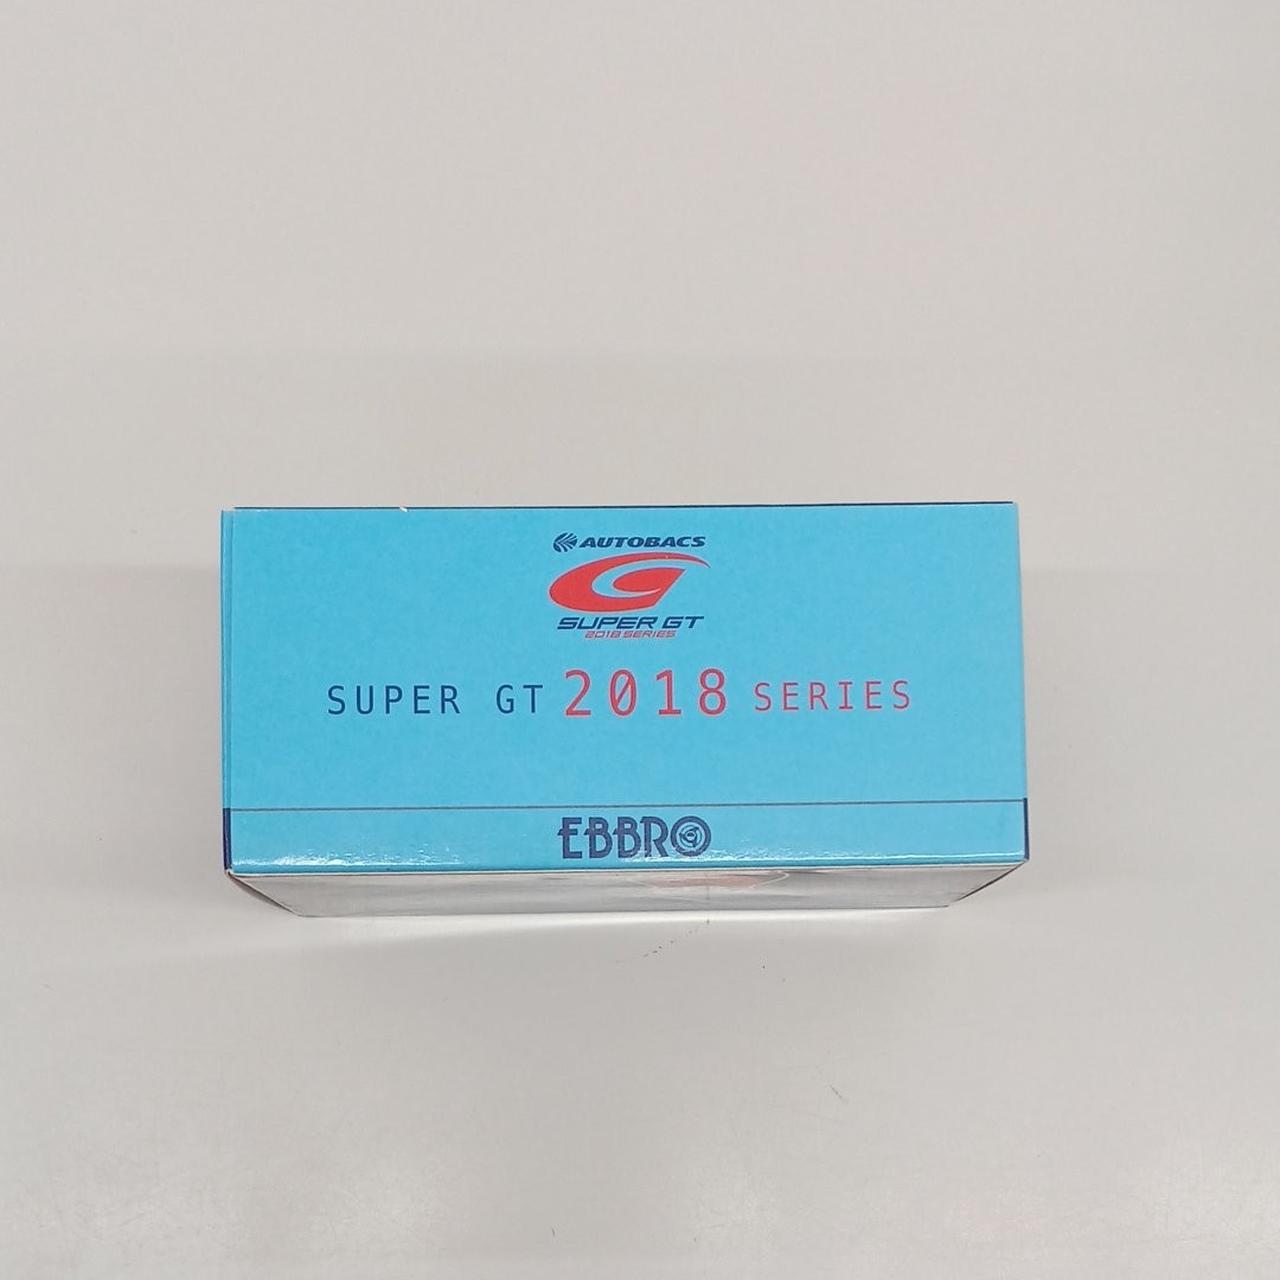 AUTOBACS
SUPER GT
2018 SERIES
SUPER GT 2018 SERIES
EBBRO